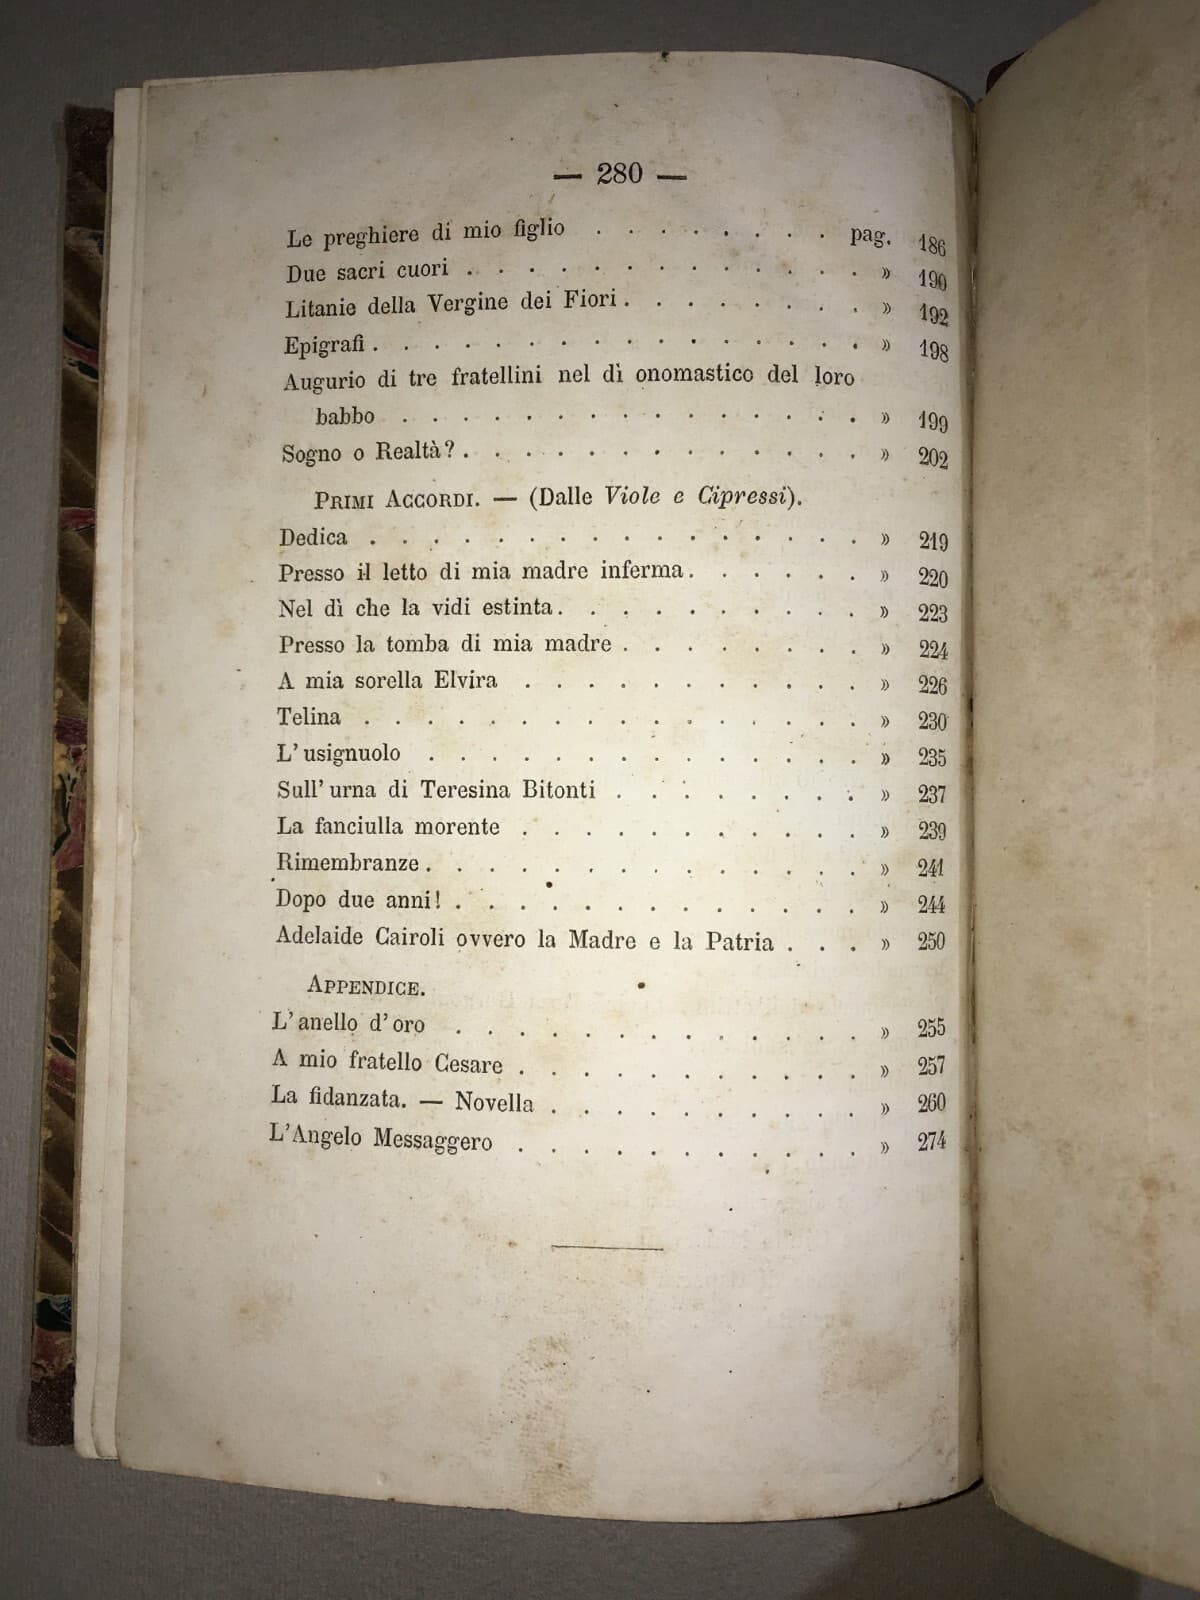 — 280 —
Le preghiere di mio figlio . . . . . . . . pag. 186
Due sacri cuori . . . . . . . . . . . . . » 190
Litanie della Vergine dei Fiori . . . . . . . . » 192
Epigrafi . . . . . . . . . . . . . . . . » 198
Augurio di tre fratellini nel dì onomastico del loro
babbo . . . . . . . . . . . . . . . » 199
Sogno o Realtà? . . . . . . . . . . . . . » 202
PRIMI ACCORDI. — (Dalle Viole e Cipressi).
Dedica . . . . . . . . . . . . . . . . » 219
Presso il letto di mia madre inferma . . . . . . » 220
Nel dì che la vidi estinta . . . . . . . . . . » 223
Presso la tomba di mia madre . . . . . . . . » 224
A mia sorella Elvira . . . . . . . . . . . » 226
Telina . . . . . . . . . . . . . . . . » 230
L' usignuolo . . . . . . . . . . . . . . » 235
Sull' urna di Teresina Bitonti . . . . . . . . » 237
La fanciulla morente . . . . . . . . . . . » 239
Rimembranze . . . . . . . . . . . . . . » 241
Dopo due anni! . . . . . . . . . . . . . » 244
Adelaide Cairoli ovvero la Madre e la Patria . . . » 250
APPENDICE.
L' anello d' oro . . . . . . . . . . . . . » 255
A mio fratello Cesare . . . . . . . . . . . » 257
La fidanzata. — Novella . . . . . . . . . . » 260
L'Angelo Messaggero . . . . . . . . . . . » 274